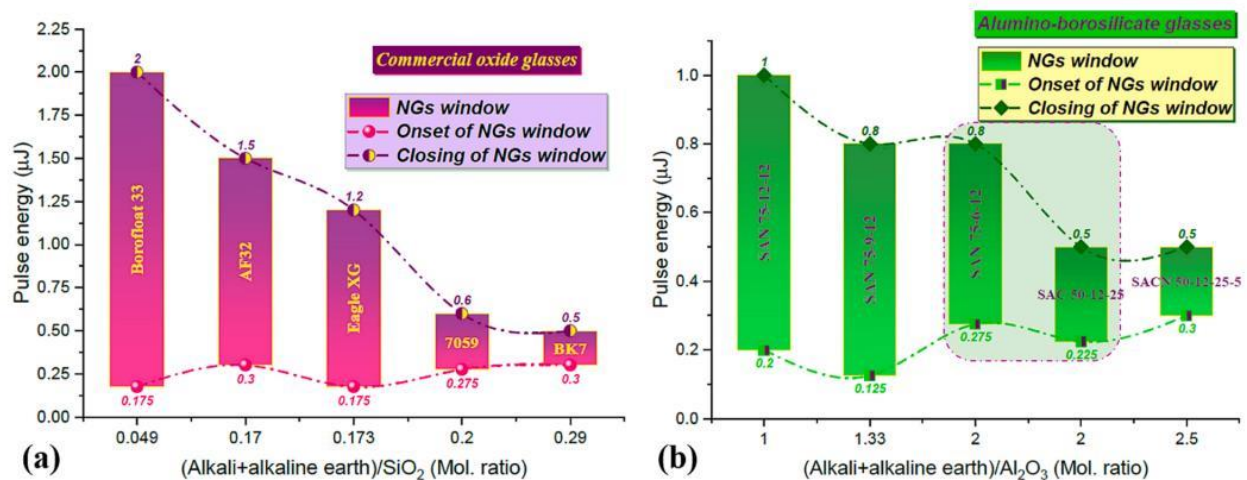 2.25
2.00
1.75
1.50
1.25
1.00
0.75
0.50
0.25
0.00
Pulse energy (µJ)
2
1.5
1.2
0.6
0.5
Commercial oxide glasses
NGs window
Onset of NGs window
Closing of NGs window
Borofloat 33
AF32
Eagle XG
7059
BK7
0.175
0.3
0.175
0.275
0.3
0.049
0.17
0.173
0.2
0.29
(a)
(Alkali+alkaline earth)/SiO₂ (Mol. ratio)
1.0
0.8
0.6
0.4
0.2
0.0
Pulse energy (µJ)
1
0.8
0.8
0.5
0.5
Alumino-borosilicate glasses
NGs window
Onset of NGs window
Closing of NGs window
SAN 75-12-12
SAN 75-9-12
SAN 75-6-12
SAC 50-12-25
SACN 50-12-25-5
0.2
0.125
0.275
0.225
0.3
1
1.33
2
2
2.5
(b)
(Alkali+alkaline earth)/Al₂O₃ (Mol. ratio)